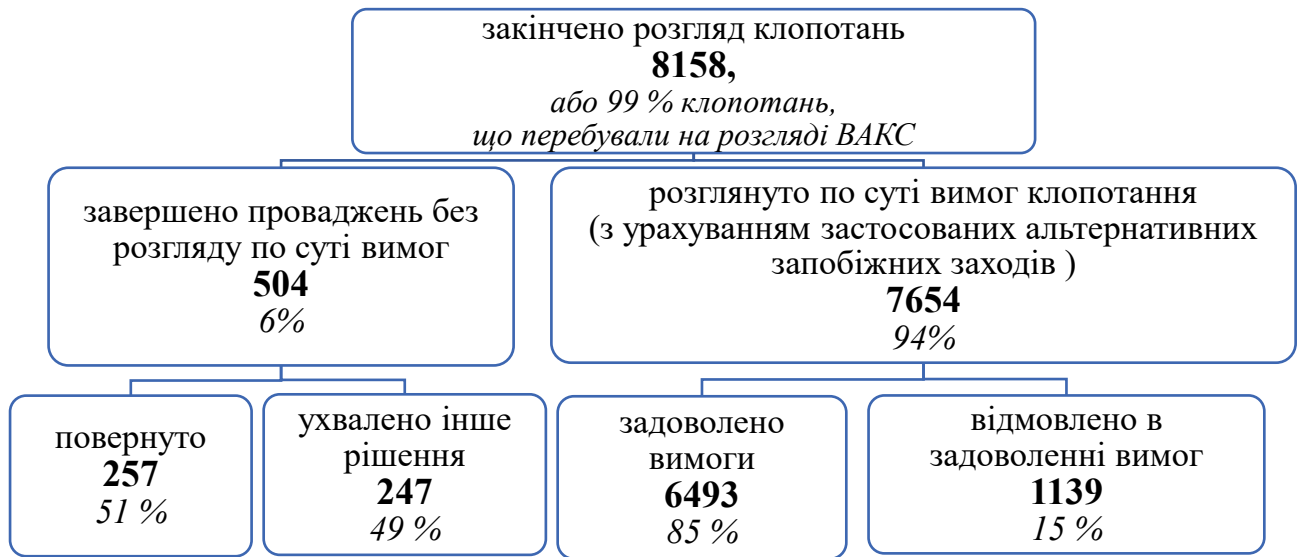 закінчено розгляд клопотань
8158,
або 99 % клопотань,
що перебували на розгляді ВАКС
завершено проваджень без
розгляду по суті вимог
504
6%
розглянуто по суті вимог клопотання
(з урахуванням застосованих альтернативних
запобіжних заходів )
7654
94%
повернуто
257
51 %
ухвалено інше
рішення
247
49 %
задоволено
вимоги
6493
85 %
відмовлено в
задоволенні вимог
1139
15 %